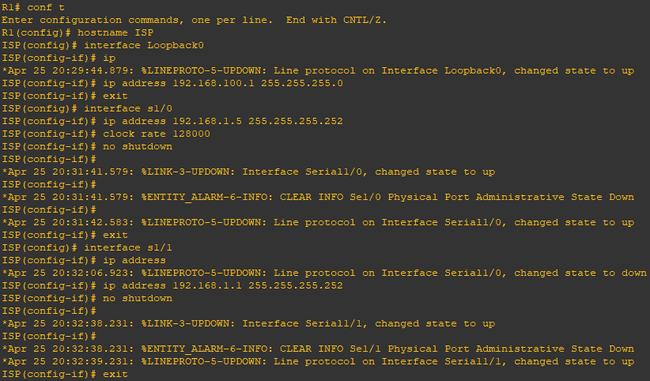 R1# conf t
Enter configuration commands, one per line.  End with CNTL/Z.
R1(config)# hostname ISP
ISP(config)# interface Loopback0
ISP(config-if)# ip
*Apr 25 20:29:44.879: %LINEPROTO-5-UPDOWN: Line protocol on Interface Loopback0, changed state to up
ISP(config-if)# ip address 192.168.100.1 255.255.255.0
ISP(config-if)# exit
ISP(config)# interface s1/0
ISP(config-if)# ip address 192.168.1.5 255.255.255.252
ISP(config-if)# clock rate 128000
ISP(config-if)# no shutdown
ISP(config-if)#
*Apr 25 20:31:41.579: %LINK-3-UPDOWN: Interface Serial1/0, changed state to up
ISP(config-if)#
*Apr 25 20:31:41.579: %ENTITY_ALARM-6-INFO: CLEAR INFO Se1/0 Physical Port Administrative State Down
ISP(config-if)#
*Apr 25 20:31:42.583: %LINEPROTO-5-UPDOWN: Line protocol on Interface Serial1/0, changed state to up
ISP(config-if)# exit
ISP(config)# interface s1/1
ISP(config-if)# ip address
*Apr 25 20:32:06.923: %LINEPROTO-5-UPDOWN: Line protocol on Interface Serial1/0, changed state to down
ISP(config-if)# ip address 192.168.1.1 255.255.255.252
ISP(config-if)# no shutdown
ISP(config-if)#
*Apr 25 20:32:38.231: %LINK-3-UPDOWN: Interface Serial1/1, changed state to up
ISP(config-if)#
*Apr 25 20:32:38.231: %ENTITY_ALARM-6-INFO: CLEAR INFO Se1/1 Physical Port Administrative State Down
*Apr 25 20:32:39.231: %LINEPROTO-5-UPDOWN: Line protocol on Interface Serial1/1, changed state to up
ISP(config-if)# exit